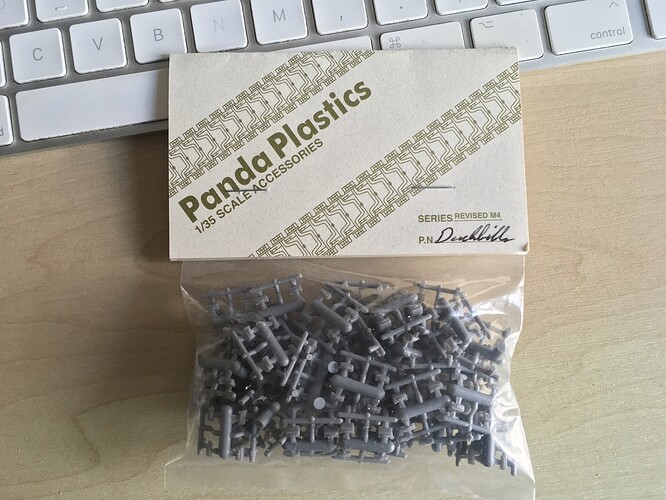 C
V
B
N
M
,
.
/
⌘
control
Panda Plastics
1/35 SCALE ACCESSORIES
SERIES REVISED M4
P.N. Duckbills